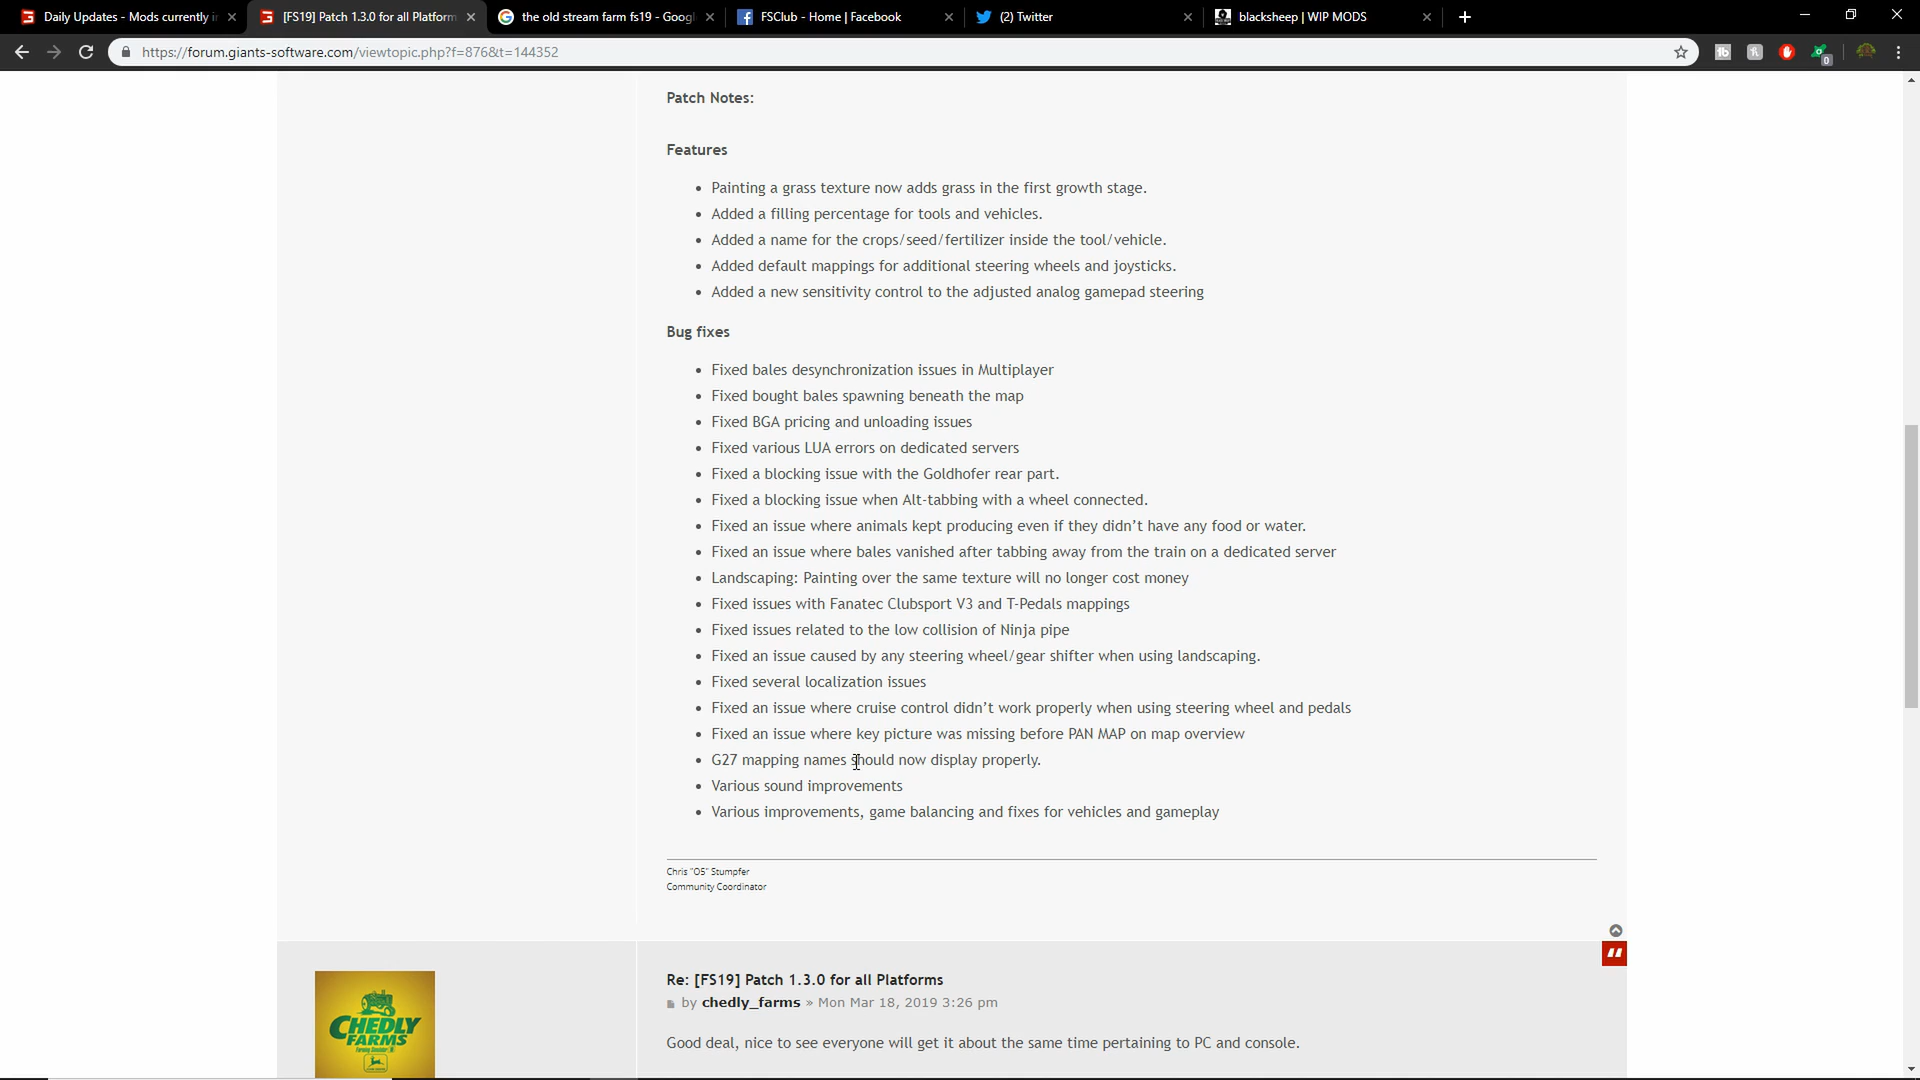 Daily Updates - Mods currently i
[FS19] Patch 1.3.0 for all Platform
the old stream farm fs19 - Googl
FSClub - Home | Facebook
(2) Twitter
blacksheep | WIP MODS
https://forum.giants-software.com/viewtopic.php?f=876&t=144352
0
Patch Notes:
Features
• Painting a grass texture now adds grass in the first growth stage.
• Added a filling percentage for tools and vehicles.
• Added a name for the crops/seed/fertilizer inside the tool/vehicle.
• Added default mappings for additional steering wheels and joysticks.
• Added a new sensitivity control to the adjusted analog gamepad steering
Bug fixes
• Fixed bales desynchronization issues in Multiplayer
• Fixed bought bales spawning beneath the map
• Fixed BGA pricing and unloading issues
• Fixed various LUA errors on dedicated servers
• Fixed a blocking issue with the Goldhofer rear part.
• Fixed a blocking issue when Alt-tabbing with a wheel connected.
• Fixed an issue where animals kept producing even if they didn’t have any food or water.
• Fixed an issue where bales vanished after tabbing away from the train on a dedicated server
• Landscaping: Painting over the same texture will no longer cost money
• Fixed issues with Fanatec Clubsport V3 and T-Pedals mappings
• Fixed issues related to the low collision of Ninja pipe
• Fixed an issue caused by any steering wheel/gear shifter when using landscaping.
• Fixed several localization issues
• Fixed an issue where cruise control didn’t work properly when using steering wheel and pedals
• Fixed an issue where key picture was missing before PAN MAP on map overview
• G27 mapping names should now display properly.
• Various sound improvements
• Various improvements, game balancing and fixes for vehicles and gameplay
Chris "O5" Stumpfer
Community Coordinator
Re: [FS19] Patch 1.3.0 for all Platforms
by chedly_farms » Mon Mar 18, 2019 3:26 pm
CHEDLY
FARMS
Good deal, nice to see everyone will get it about the same time pertaining to PC and console.